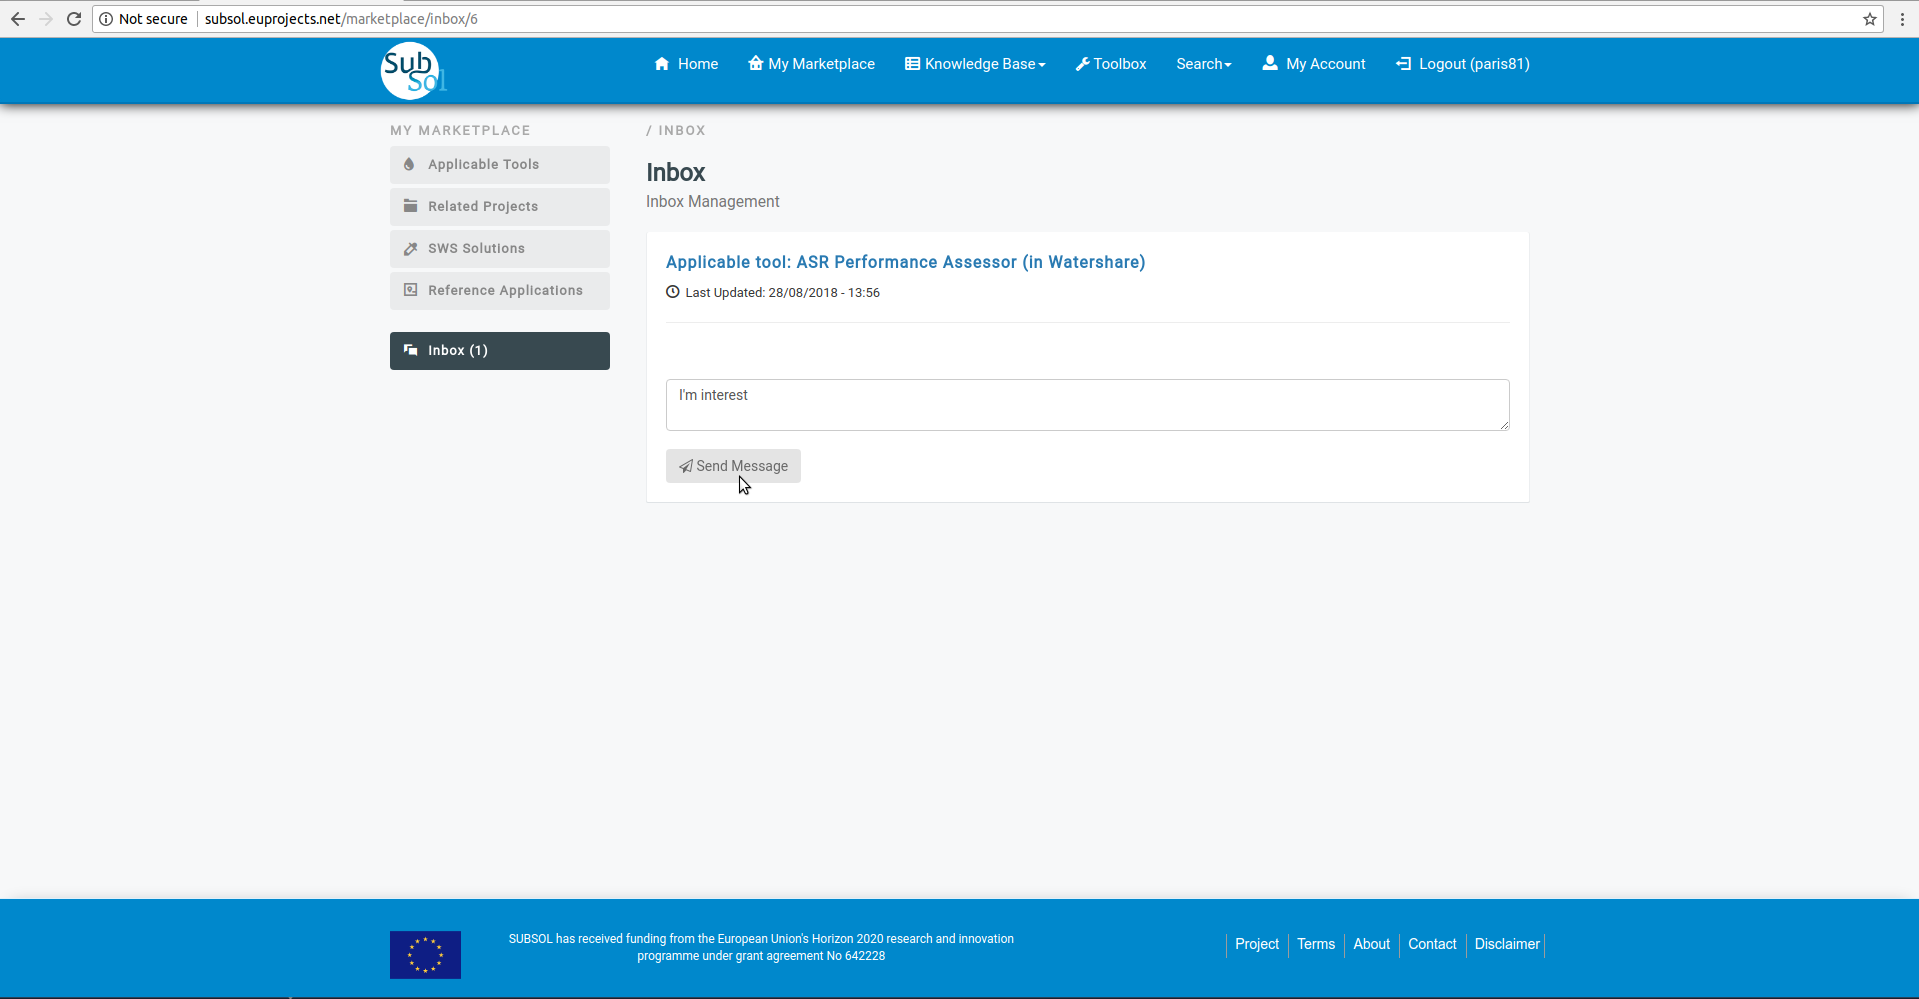 Not secure | subsol.euprojects.net/marketplace/inbox/6
Sub Sol
Home My Marketplace Knowledge Base Toolbox Search My Account Logout (paris81)
MY MARKETPLACE
Applicable Tools
Related Projects
SWS Solutions
Reference Applications
Inbox (1)
/ INBOX
Inbox
Inbox Management
Applicable tool: ASR Performance Assessor (in Watershare)
Last Updated: 28/08/2018 - 13:56
I'm interest
Send Message
SUBSOL has received funding from the European Union's Horizon 2020 research and innovation
programme under grant agreement No 642228
Project Terms About Contact Disclaimer